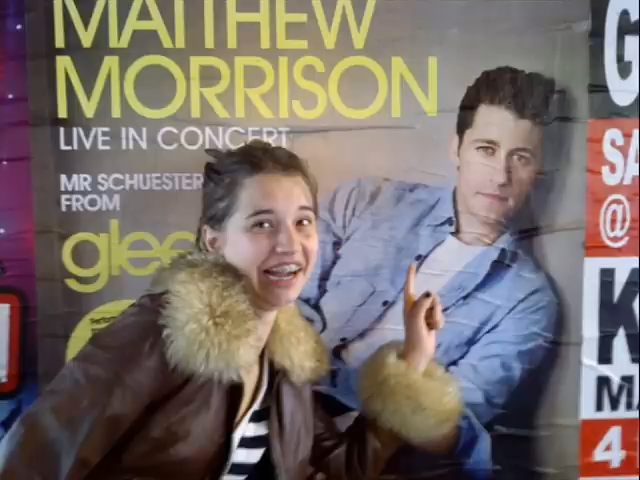 MATTHEW
MORRISON
LIVE IN CONCERT
MR SCHUESTER
FROM
glee
SA
@
K
MA
4